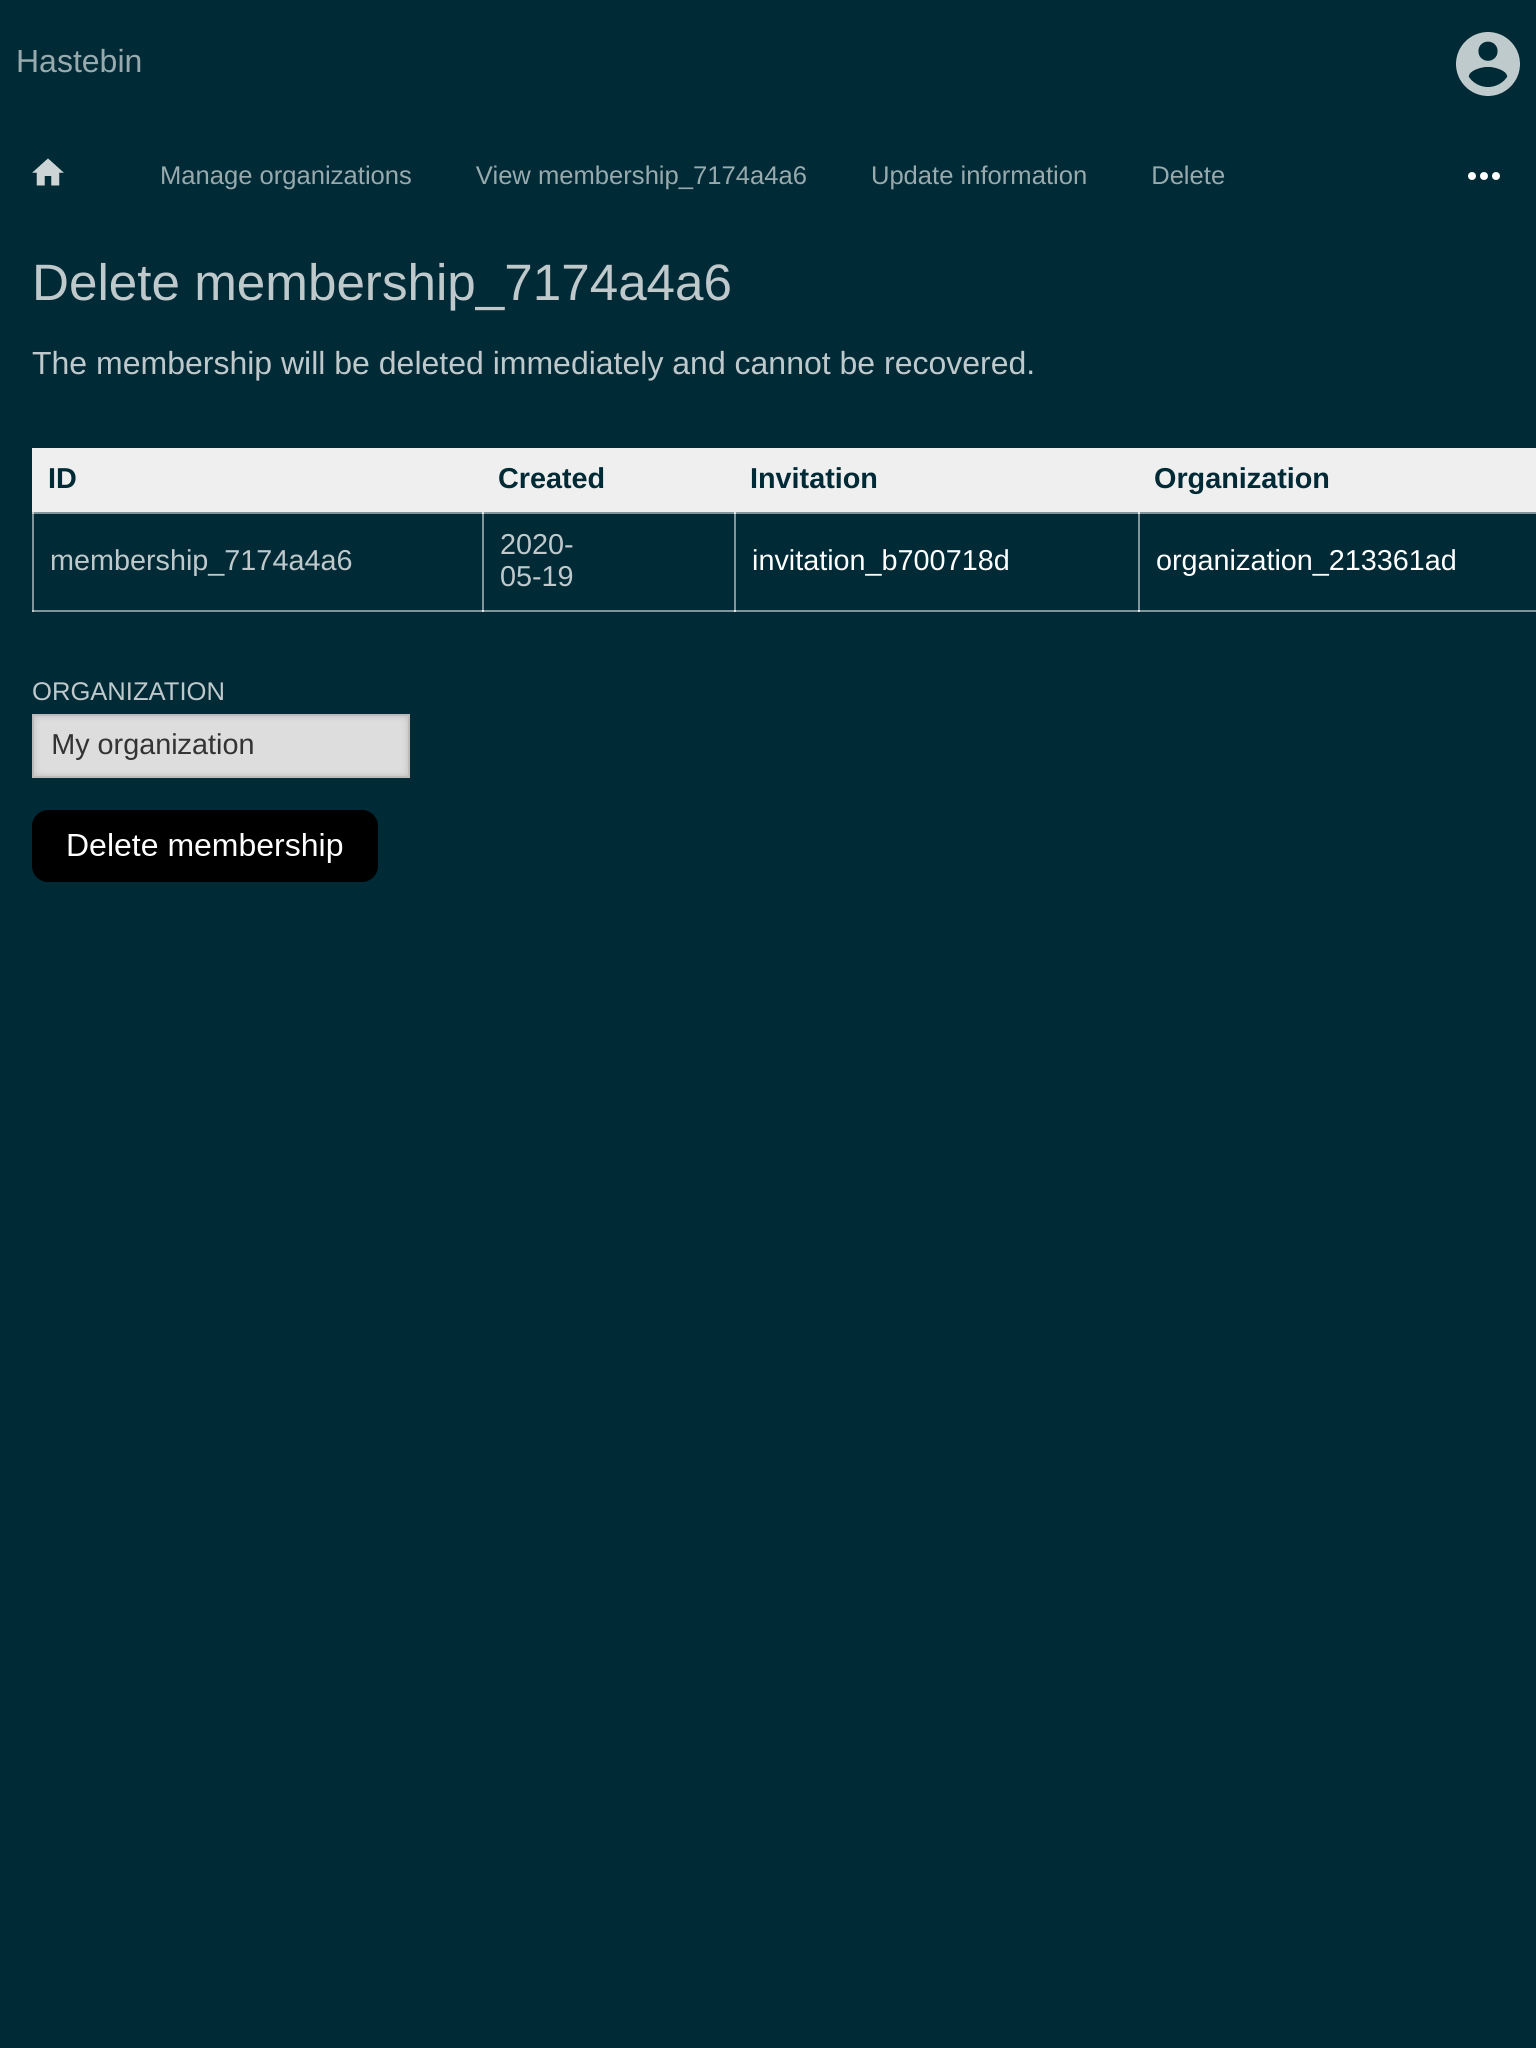 Hastebin
Manage organizations View membership_7174a4a6 Update information Delete
Delete membership_7174a4a6
The membership will be deleted immediately and cannot be recovered.
ID Created Invitation Organization
membership_7174a4a6 2020-05-19 invitation_b700718d organization_213361ad
ORGANIZATION
My organization
Delete membership